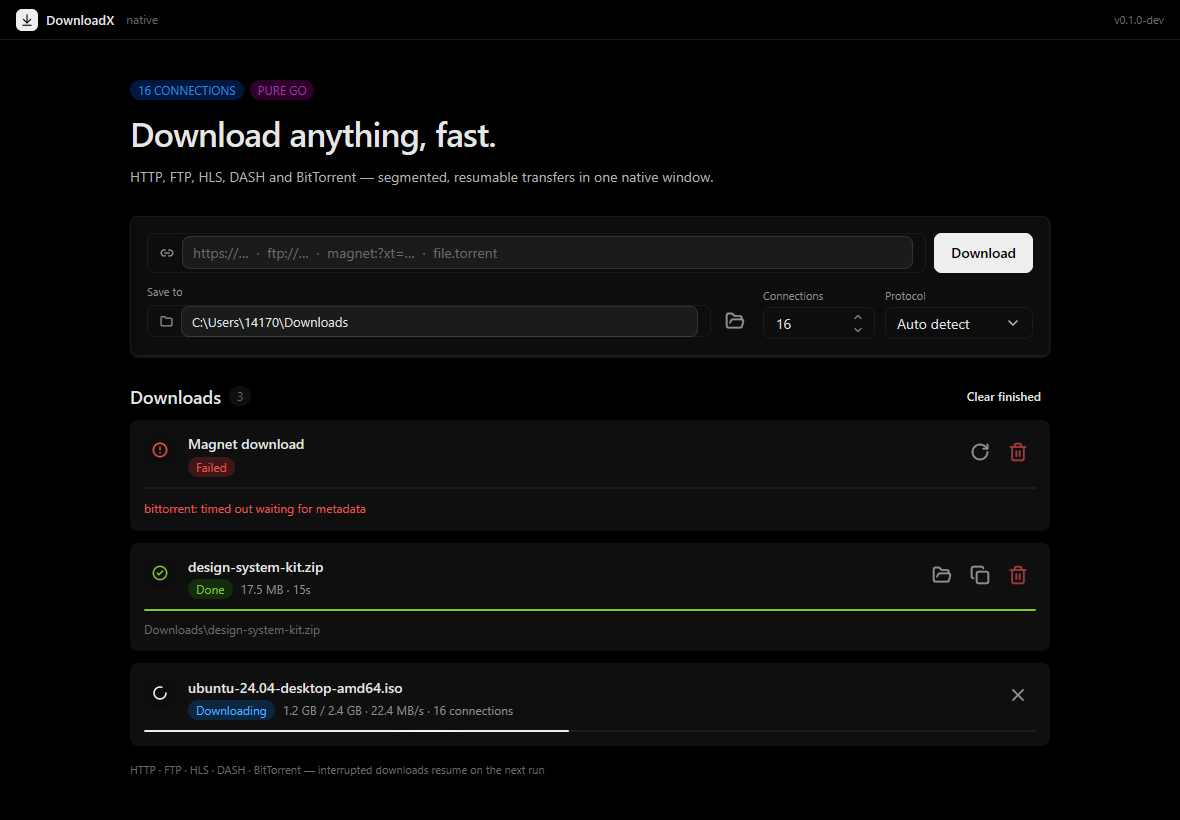 DownloadX native v0.1.0-dev
16 CONNECTIONS PURE GO
Download anything, fast.
HTTP, FTP, HLS, DASH and BitTorrent — segmented, resumable transfers in one native window.
https://... · ftp://... · magnet:?xt=... · file.torrent Download
Save to Connections Protocol
C:\Users\14170\Downloads 16 Auto detect
Downloads 3 Clear finished
Magnet download
Failed
bittorrent: timed out waiting for metadata
design-system-kit.zip
Done 17.5 MB · 15s
Downloads\design-system-kit.zip
ubuntu-24.04-desktop-amd64.iso
Downloading 1.2 GB / 2.4 GB · 22.4 MB/s · 16 connections
HTTP · FTP · HLS · DASH · BitTorrent — interrupted downloads resume on the next run